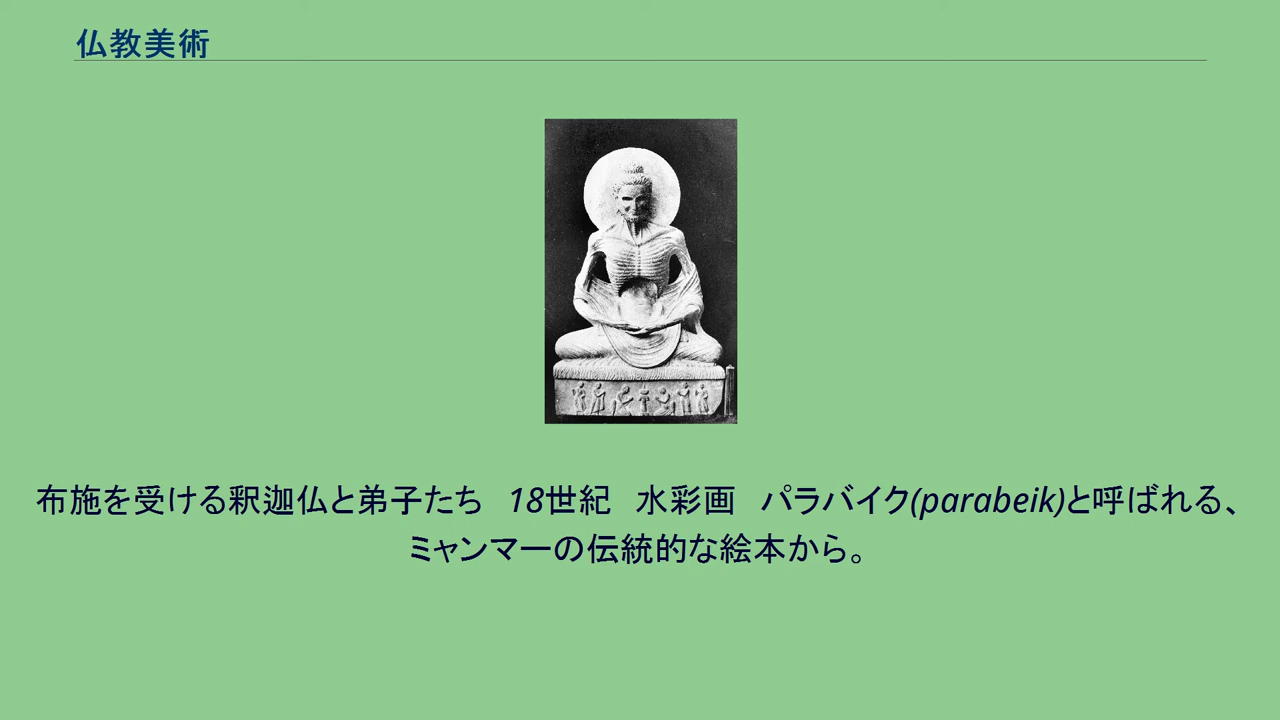 仏教美術
布施を受ける釈迦仏と弟子たち　18世紀　水彩画　パラバイク(parabeik)と呼ばれる、
ミャンマーの伝統的な絵本から。